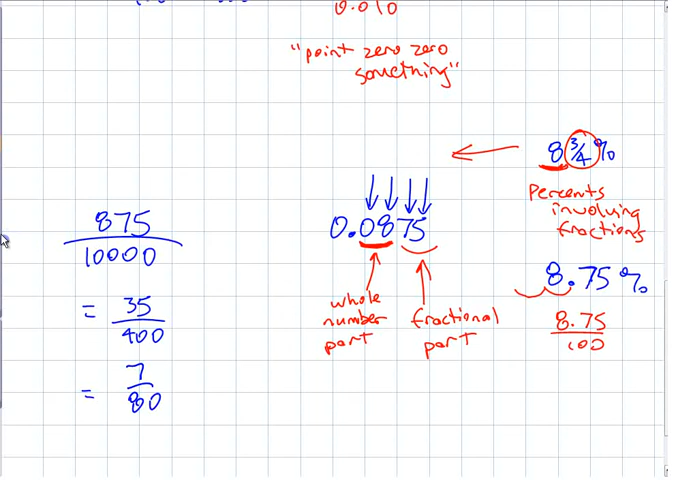 0.010
"point zero zero
something"
8 3/4 %
Percents
involving
fractions
875
10000
0.0875
8.75%
= 35
400
whole
number
part
fractional
part
8.75
100
= 7
80